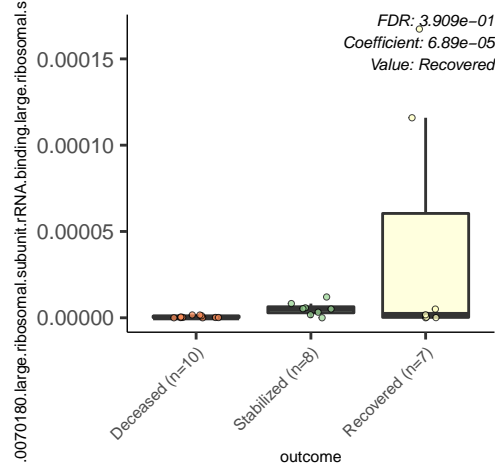 FDR: 3.909e−01
Coefficient: 6.89e−05
Value: Recovered
.0070180.large.ribosomal.subunit.rRNA.binding.large.ribosomal.s
0.00015
0.00010
0.00005
0.00000
Deceased (n=10)
Stabilized (n=8)
Recovered (n=7)
outcome